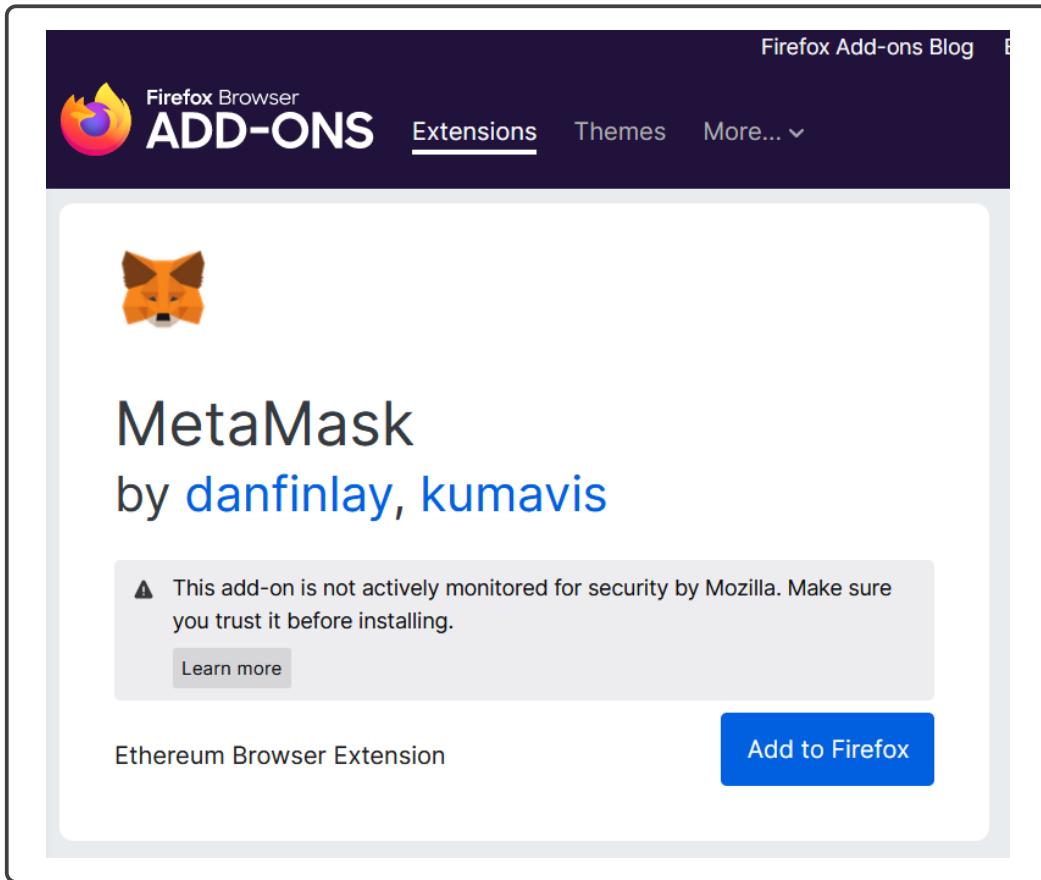 Firefox Add-ons Blog
Firefox Browser
ADD-ONS
Extensions Themes More...
MetaMask
by danfinlay, kumavis
This add-on is not actively monitored for security by Mozilla. Make sure
you trust it before installing.
Learn more
Ethereum Browser Extension
Add to Firefox